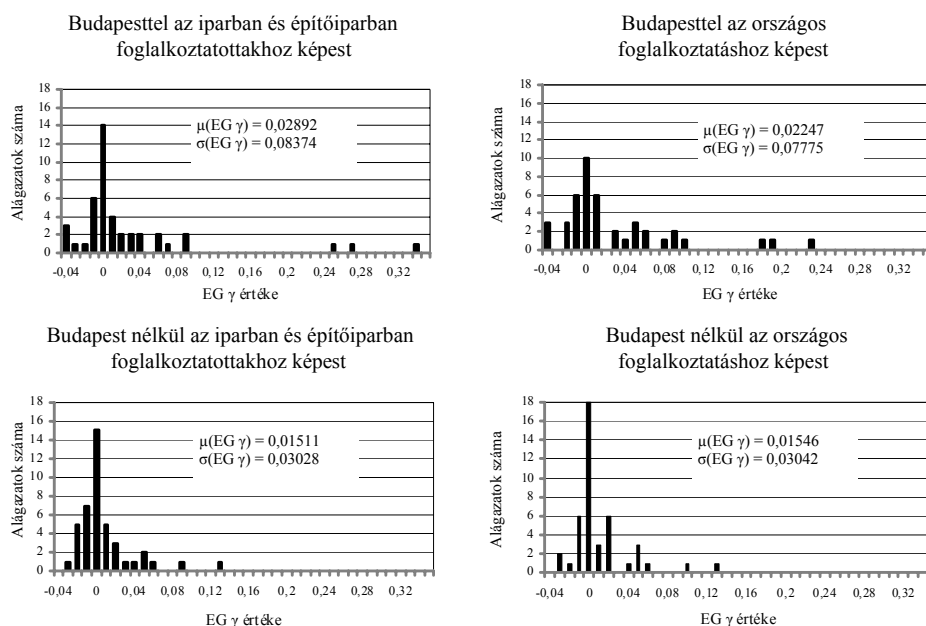 Budapesttel az iparban és építőiparban
foglalkoztatottakhoz képest
Alágazatok száma
18
16
14
12
10
8
6
4
2
0
µ(EG γ) = 0,02892
σ(EG γ) = 0,08374
-0,04 0 0,04 0,08 0,12 0,16 0,2 0,24 0,28 0,32
EG γ értéke
Budapesttel az országos
foglalkoztatáshoz képest
Alágazatok száma
18
16
14
12
10
8
6
4
2
0
µ(EG γ) = 0,02247
σ(EG γ) = 0,07775
-0,04 0 0,04 0,08 0,12 0,16 0,2 0,24 0,28 0,32
EG γ értéke
Budapest nélkül az iparban és építőiparban
foglalkoztatottakhoz képest
Alágazatok száma
18
16
14
12
10
8
6
4
2
0
µ(EG γ) = 0,01511
σ(EG γ) = 0,03028
-0,04 0 0,04 0,08 0,12 0,16 0,2 0,24 0,28 0,32
EG γ értéke
Budapest nélkül az országos
foglalkoztatáshoz képest
Alágazatok száma
18
16
14
12
10
8
6
4
2
0
µ(EG γ) = 0,01546
σ(EG γ) = 0,03042
-0,04 0 0,04 0,08 0,12 0,16 0,2 0,24 0,28 0,32
EG γ értéke